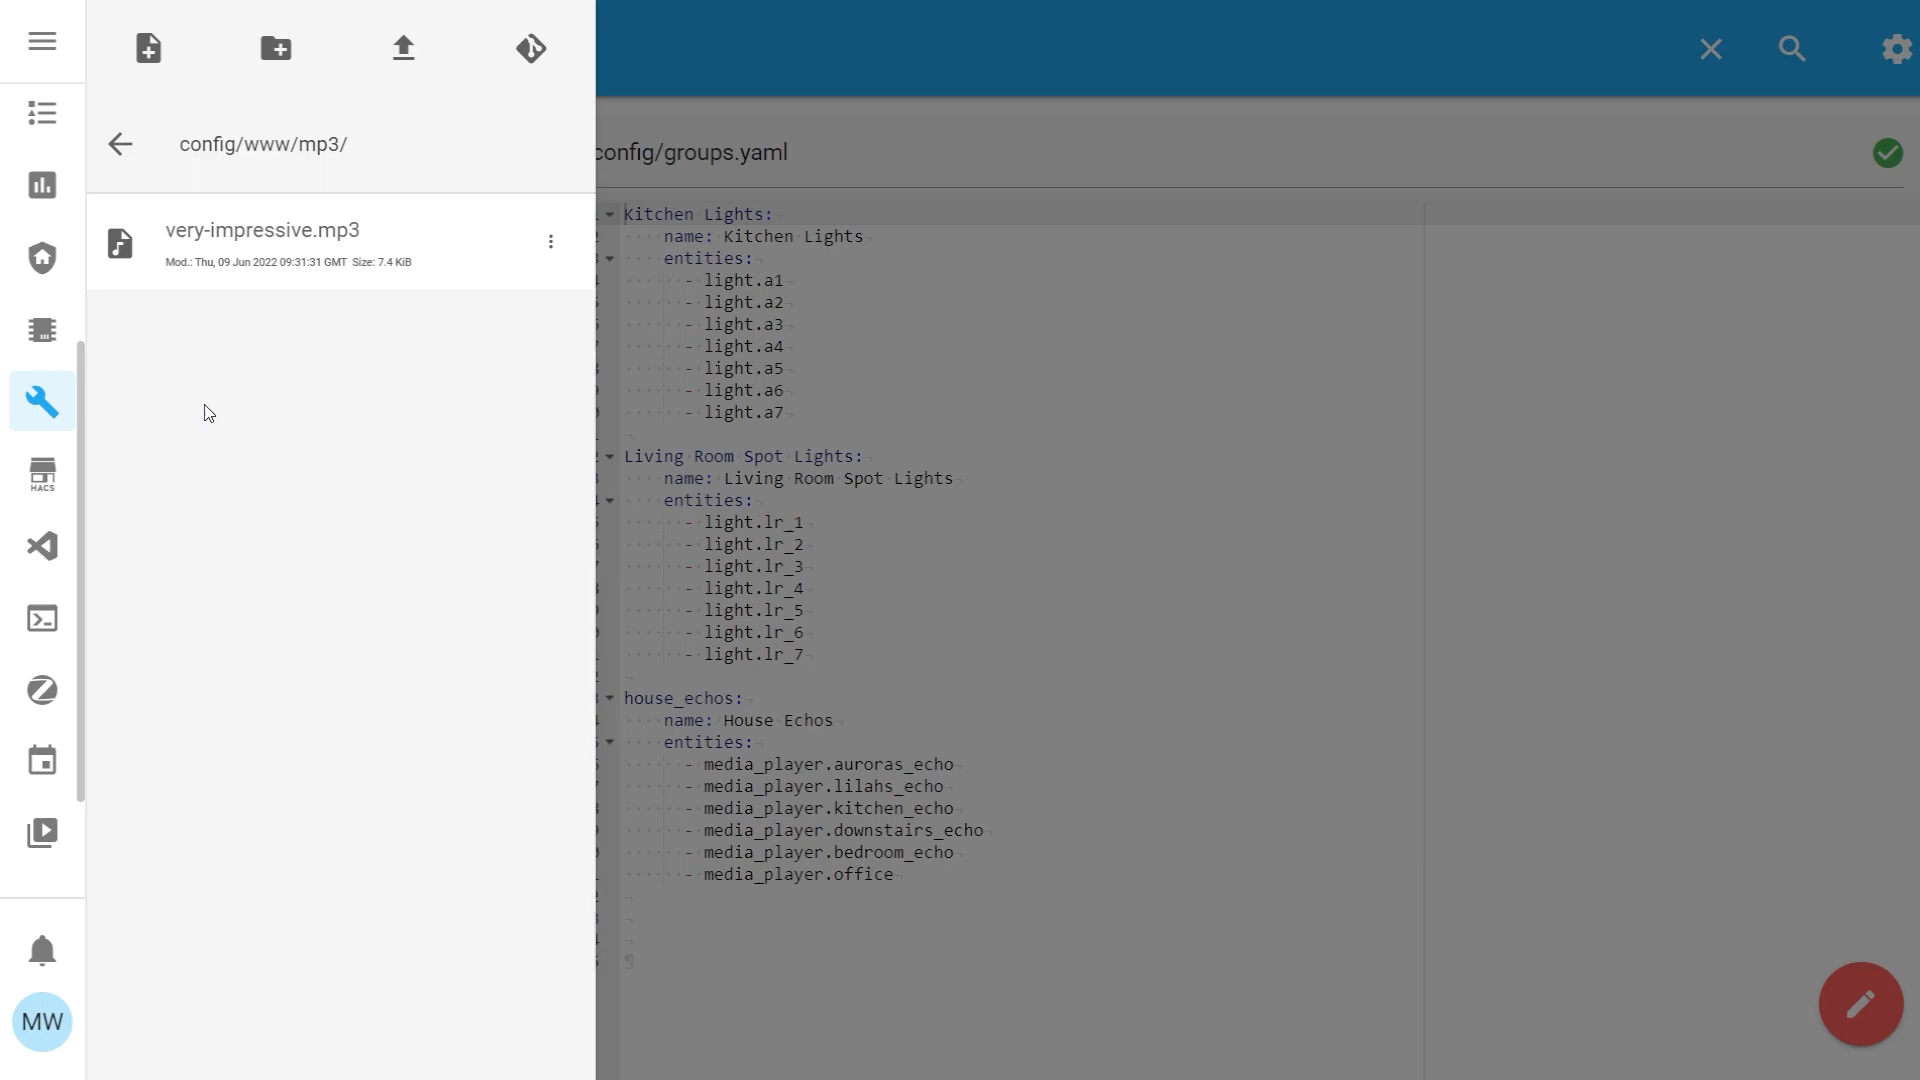 config/www/mp3/
very-impressive.mp3
Mod.: Thu, 09 Jun 2022 09:31:31 GMT Size: 7.4 KiB
HACS
MW
config/groups.yaml
Kitchen Lights:
name: Kitchen Lights
entities:
- light.a1
- light.a2
- light.a3
- light.a4
- light.a5
- light.a6
- light.a7
Living Room Spot Lights:
name: Living Room Spot Lights
entities:
- light.lr_1
- light.lr_2
- light.lr_3
- light.lr_4
- light.lr_5
- light.lr_6
- light.lr_7
house_echos:
name: House Echos
entities:
- media_player.auroras_echo
- media_player.lilahs_echo
- media_player.kitchen_echo
- media_player.downstairs_echo
- media_player.bedroom_echo
- media_player.office